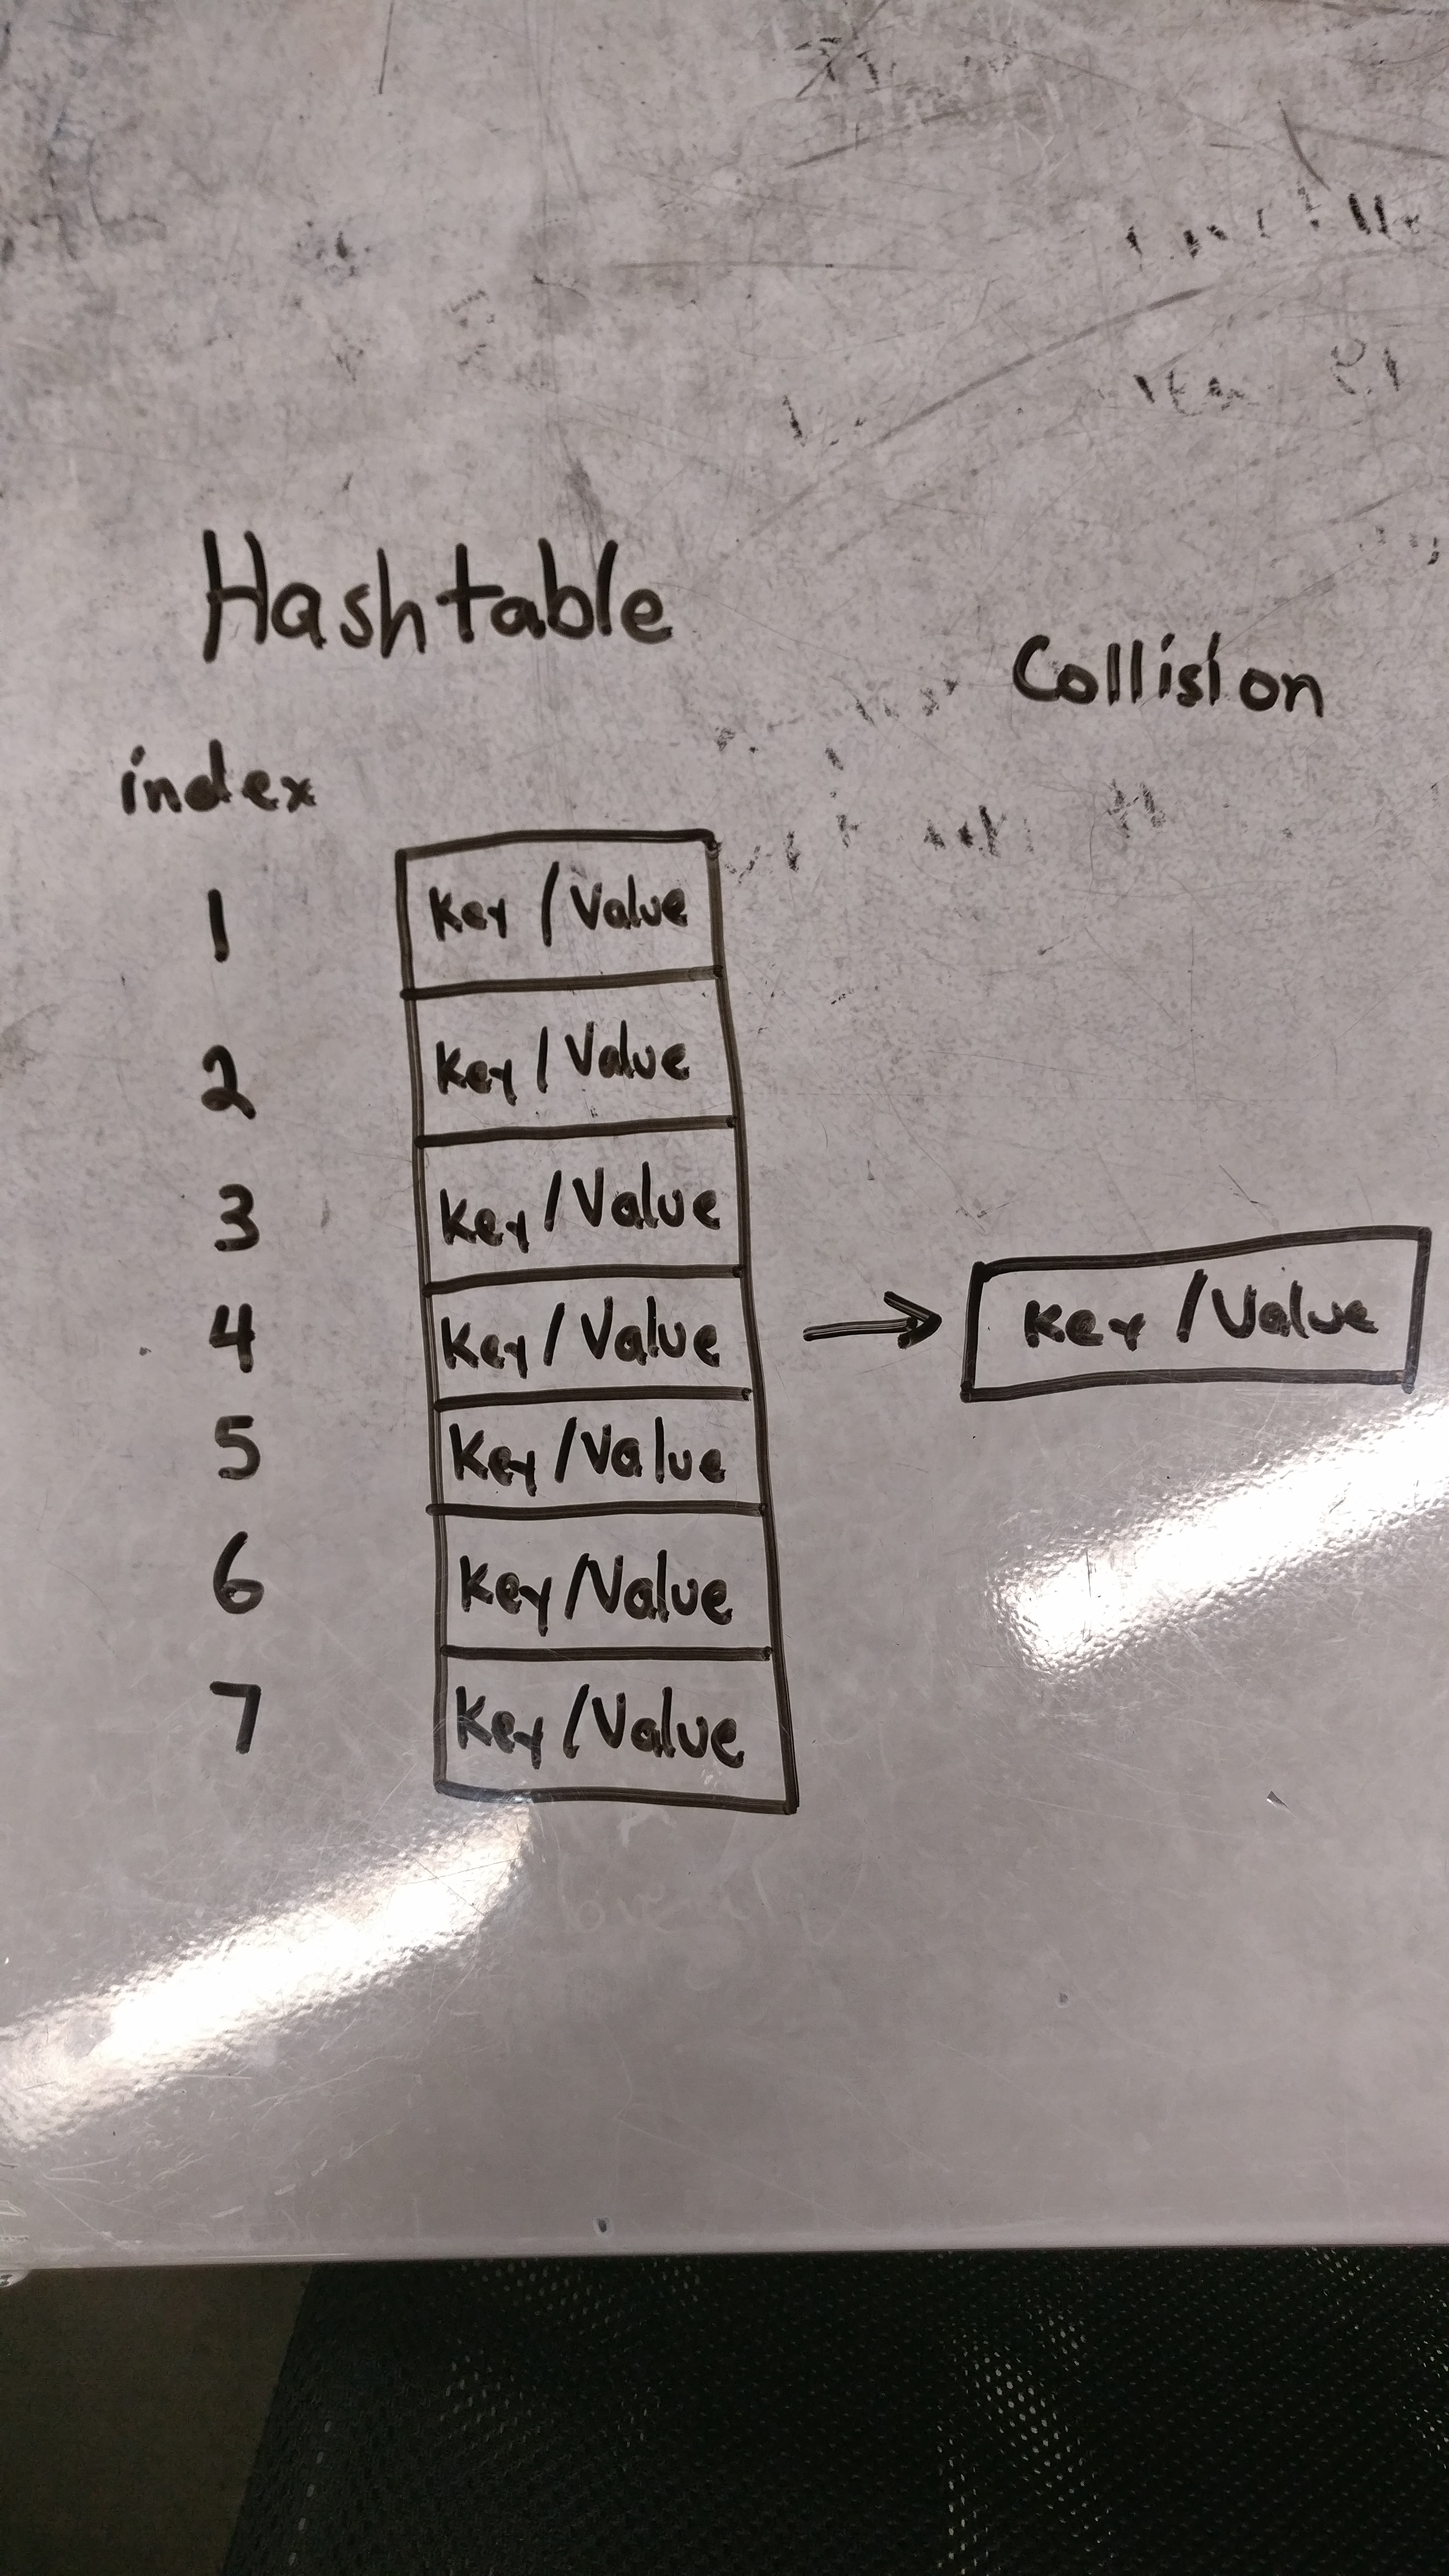 Hashtable
Collision
index
1 Key / Value
2 Key / Value
3 Key / Value
4 Key / Value → Key / Value
5 Key / Value
6 Key / Value
7 Key / Value